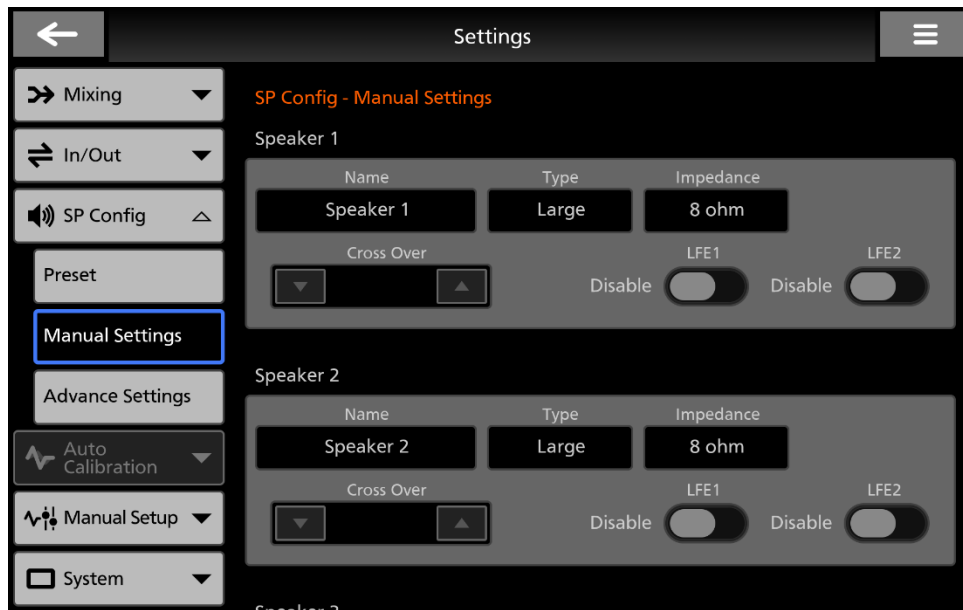 Settings
Mixing
In/Out
SP Config
Preset
Manual Settings
Advance Settings
Auto
Calibration
Manual Setup
System
SP Config - Manual Settings
Speaker 1
Name Type Impedance
Speaker 1 Large 8 ohm
Cross Over LFE1 LFE2
Disable Disable
Speaker 2
Name Type Impedance
Speaker 2 Large 8 ohm
Cross Over LFE1 LFE2
Disable Disable
Speaker 3